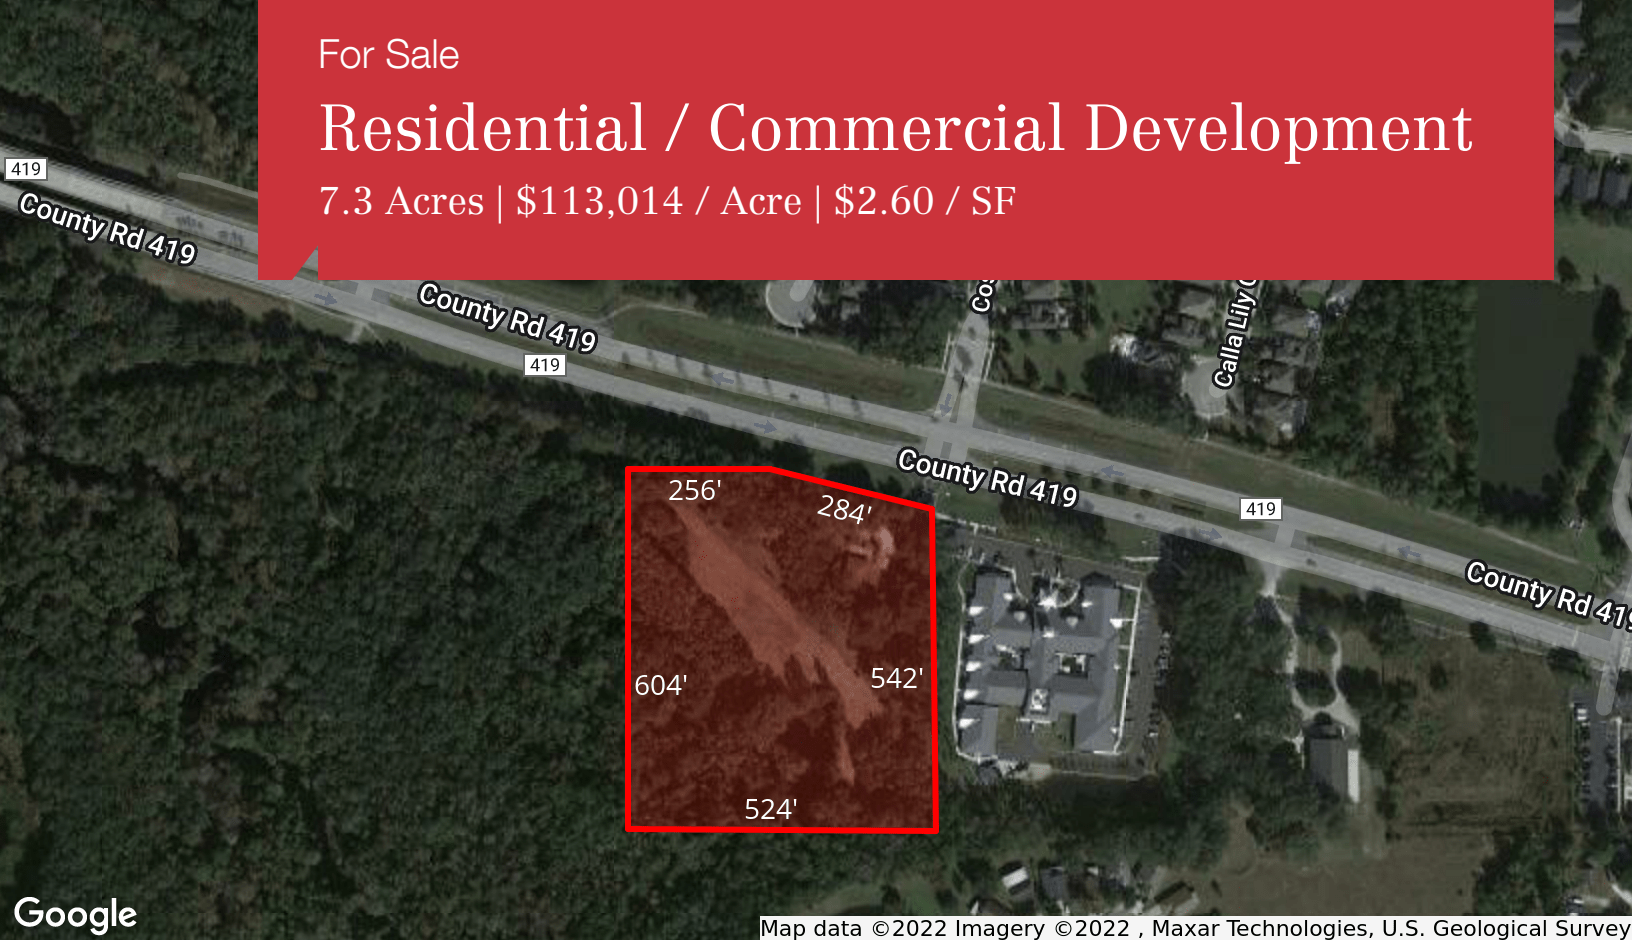 For Sale
Residential / Commercial Development
7.3 Acres | $113,014 / Acre | $2.60 / SF
419
County Rd 419
County Rd 419
419
Calla Lily
County Rd 419
419
County Rd 419
256'
284'
604'
542'
524'
Google
Map data ©2022 Imagery ©2022 , Maxar Technologies, U.S. Geological Survey